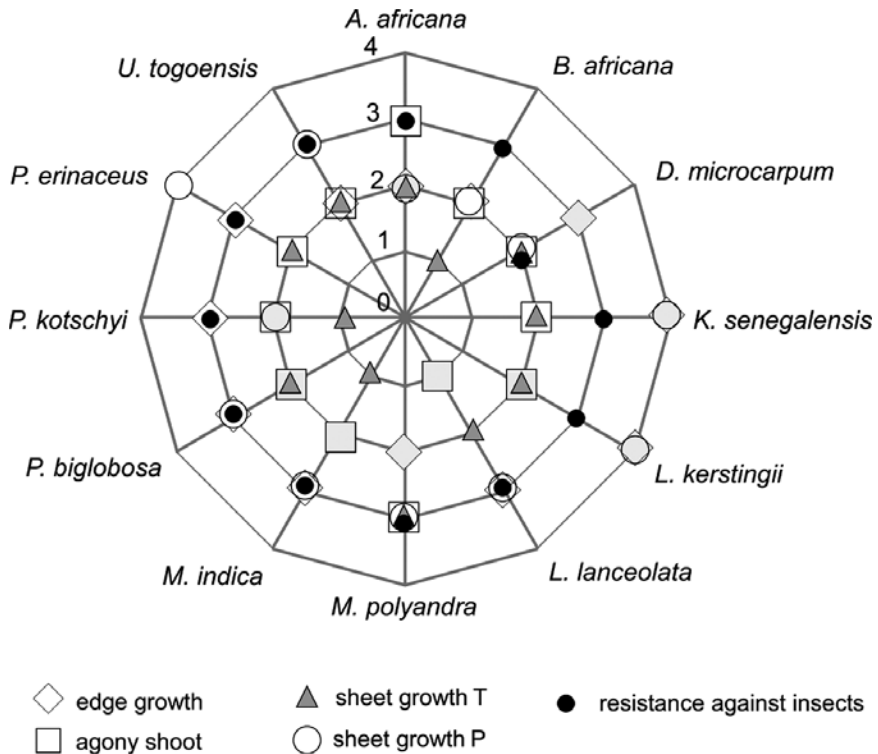 A. africana
4
U. togoensis
B. africana
3
P. erinaceus
D. microcarpum
2
1
0
P. kotschyi
K. senegalensis
P. biglobosa
L. kerstingii
M. indica
L. lanceolata
M. polyandra
edge growth
sheet growth T
resistance against insects
agony shoot
sheet growth P